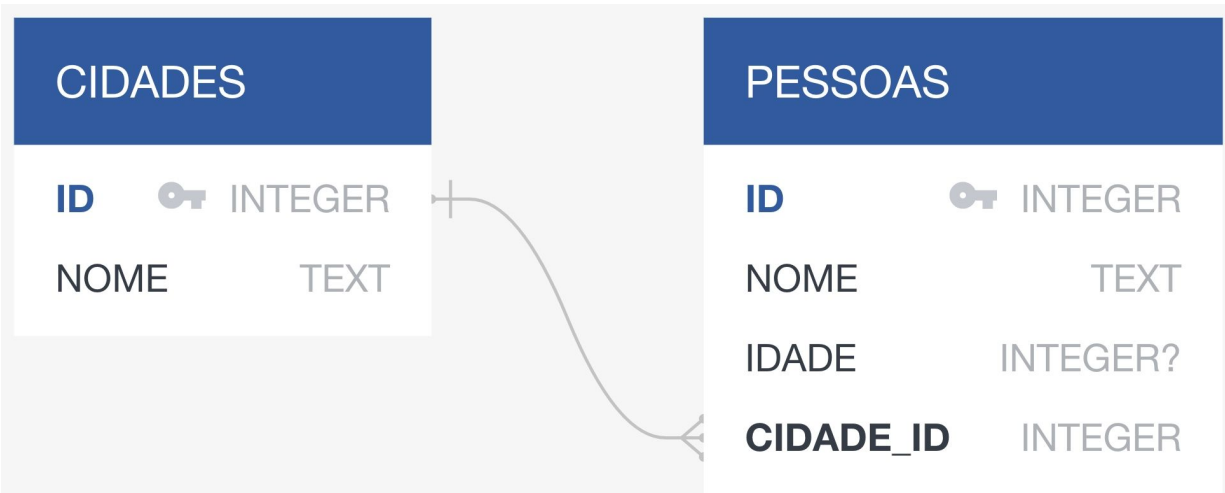 CIDADES
ID INTEGER
NOME TEXT
PESSOAS
ID INTEGER
NOME TEXT
IDADE INTEGER?
CIDADE_ID INTEGER